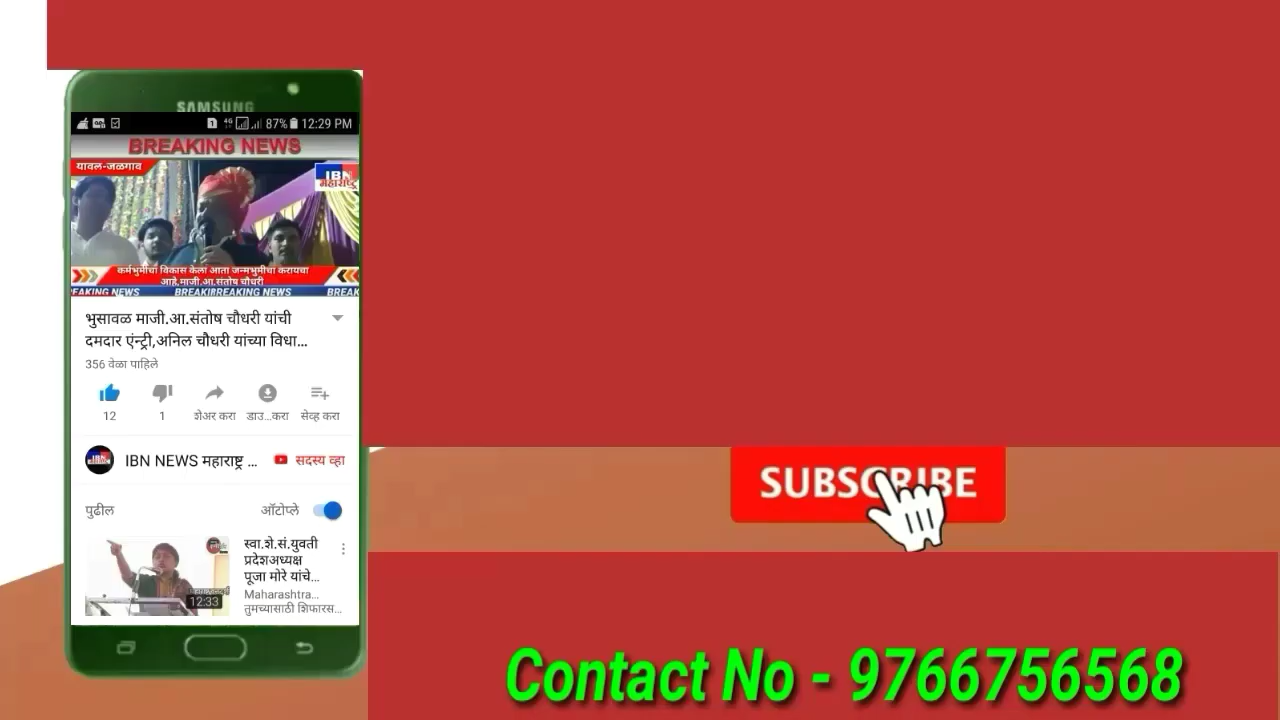 SAMSUNG
4G 87% 12:29 PM
BREAKING NEWS
यावल-जळगाव
IBN
महाराष्ट्र
कर्मभुमीचा विकास केला आता जन्मभुमीचा करायचा
आहे.माजी.आ.संतोष चौधरी
EAKING NEWS BREAKI BREAKING NEWS BREAK
भुसावळ माजी.आ.संतोष चौधरी यांची
दमदार एंन्ट्री,अनिल चौधरी यांच्या विधा...
356 वेळा पाहिले
12 1 शेअर करा डाउ...करा सेव्ह करा
IBN NEWS महाराष्ट्र ... सदस्य व्हा
पुढील ऑटोप्ले
स्वा.शे.सं.युवती
प्रदेशअध्यक्ष
पूजा मोरे यांचे...
Maharashtra...
तुमच्यासाठी शिफारस...
12:33
SUBSCRIBE
Contact No - 9766756568